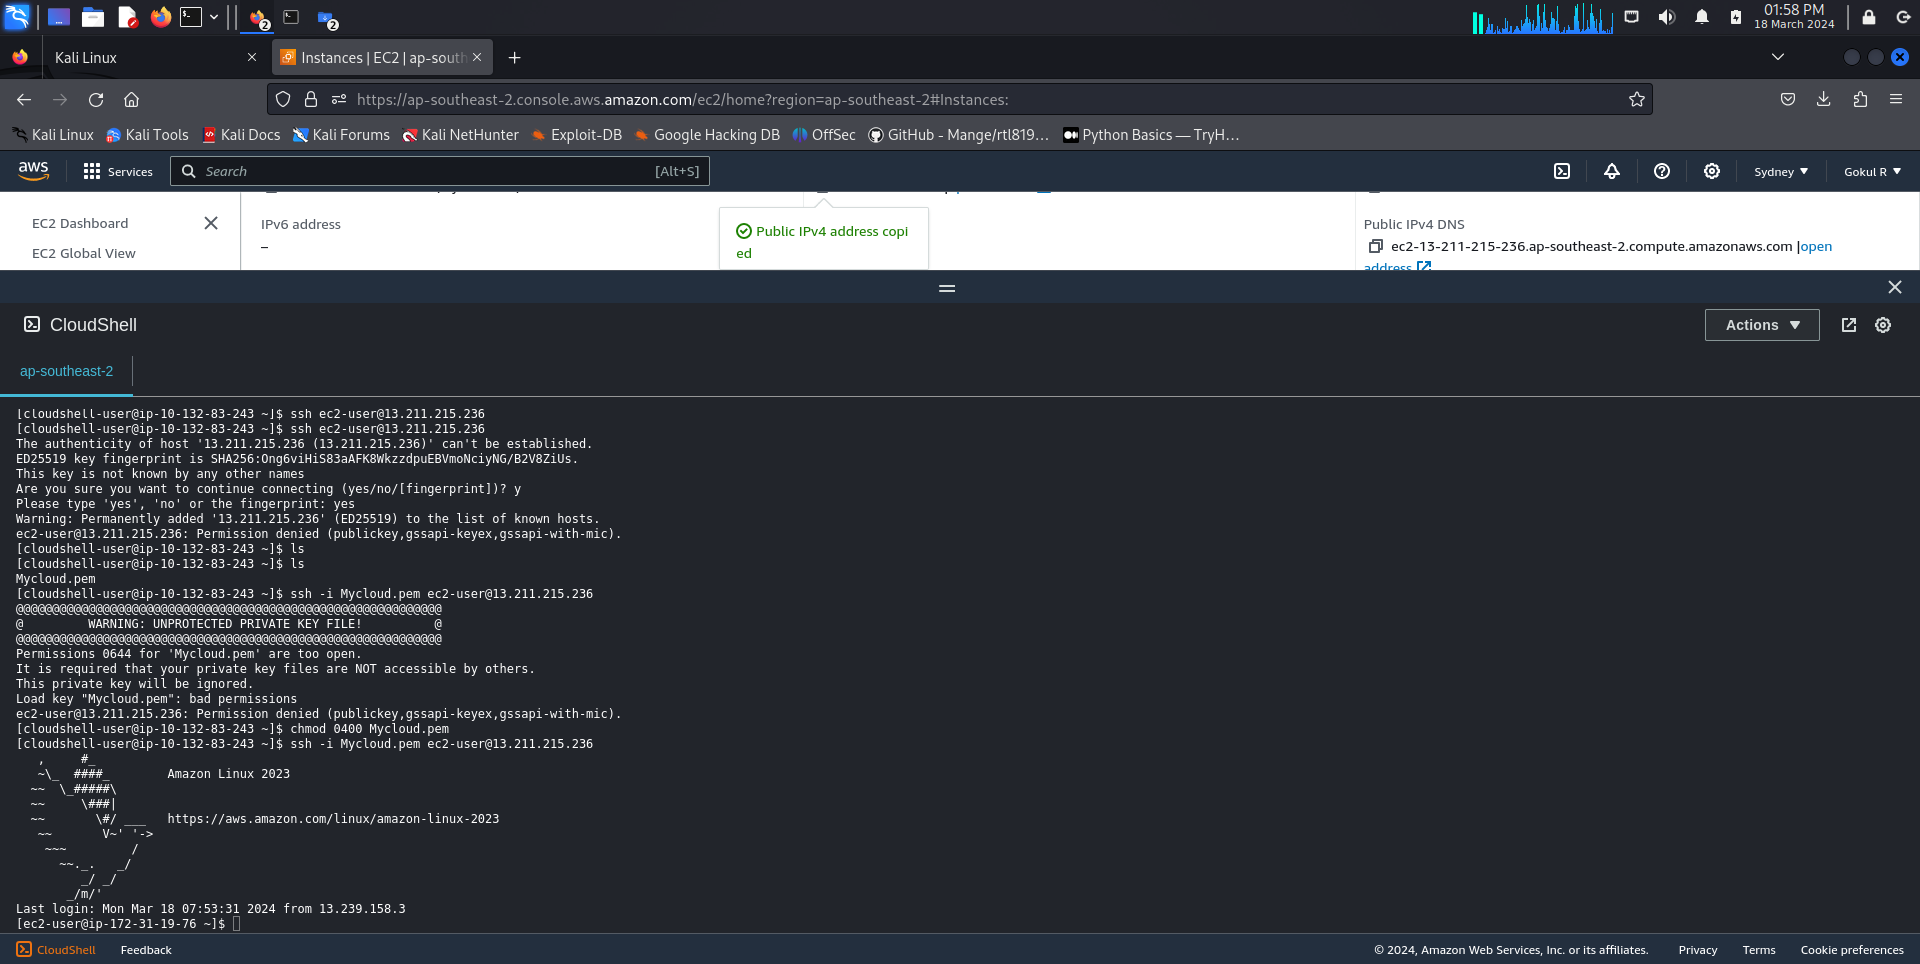 01:58 PM
18 March 2024
2
2
Kali Linux
Instances | EC2 | ap-south
https://ap-southeast-2.console.aws.amazon.com/ec2/home?region=ap-southeast-2#Instances:
Kali Linux Kali Tools Kali Docs Kali Forums Kali NetHunter Exploit-DB Google Hacking DB OffSec GitHub - Mange/rtl819… Python Basics — TryH…
aws Services Search [Alt+S] Sydney Gokul R
EC2 Dashboard
EC2 Global View
IPv6 address
–
Public IPv4 address copi
ed
Public IPv4 DNS
ec2-13-211-215-236.ap-southeast-2.compute.amazonaws.com |open
address
CloudShell
Actions
ap-southeast-2
[cloudshell-user@ip-10-132-83-243 ~]$ ssh ec2-user@13.211.215.236
[cloudshell-user@ip-10-132-83-243 ~]$ ssh ec2-user@13.211.215.236
The authenticity of host '13.211.215.236 (13.211.215.236)' can't be established.
ED25519 key fingerprint is SHA256:Ong6viHiS83aAFK8WkzzdpuEBVmoNciyNG/B2V8ZiUs.
This key is not known by any other names
Are you sure you want to continue connecting (yes/no/[fingerprint])? y
Please type 'yes', 'no' or the fingerprint: yes
Warning: Permanently added '13.211.215.236' (ED25519) to the list of known hosts.
ec2-user@13.211.215.236: Permission denied (publickey,gssapi-keyex,gssapi-with-mic).
[cloudshell-user@ip-10-132-83-243 ~]$ ls
[cloudshell-user@ip-10-132-83-243 ~]$ ls
Mycloud.pem
[cloudshell-user@ip-10-132-83-243 ~]$ ssh -i Mycloud.pem ec2-user@13.211.215.236
@@@@@@@@@@@@@@@@@@@@@@@@@@@@@@@@@@@@@@@@@@@@@@@@@@@@@@@@@@@
@         WARNING: UNPROTECTED PRIVATE KEY FILE!          @
@@@@@@@@@@@@@@@@@@@@@@@@@@@@@@@@@@@@@@@@@@@@@@@@@@@@@@@@@@@
Permissions 0644 for 'Mycloud.pem' are too open.
It is required that your private key files are NOT accessible by others.
This private key will be ignored.
Load key "Mycloud.pem": bad permissions
ec2-user@13.211.215.236: Permission denied (publickey,gssapi-keyex,gssapi-with-mic).
[cloudshell-user@ip-10-132-83-243 ~]$ chmod 0400 Mycloud.pem
[cloudshell-user@ip-10-132-83-243 ~]$ ssh -i Mycloud.pem ec2-user@13.211.215.236
   ,     #_
   ~\_  ####_        Amazon Linux 2023
  ~~  \_#####\
  ~~     \###|
  ~~       \#/ ___   https://aws.amazon.com/linux/amazon-linux-2023
   ~~       V~' '->
    ~~~         /
      ~~._.   _/
         _/ _/
       _/m/'
Last login: Mon Mar 18 07:53:31 2024 from 13.239.158.3
[ec2-user@ip-172-31-19-76 ~]$
CloudShell Feedback © 2024, Amazon Web Services, Inc. or its affiliates. Privacy Terms Cookie preferences